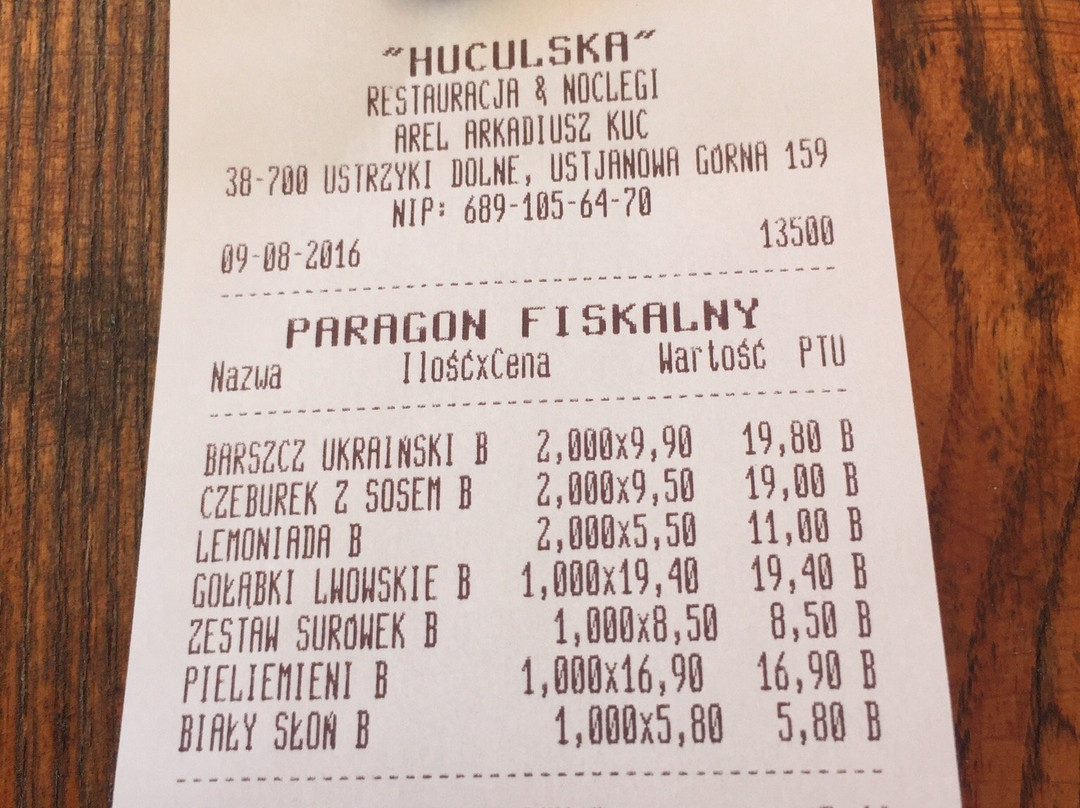 "HUCULSKA"
RESTAURACJA & NOCLEGI
AREL ARKADIUSZ KUC
38-700 USTRZYKI DOLNE, USTJANOWA GÓRNA 159
NIP: 689-105-64-70
09-08-2016 13500
PARAGON FISKALNY
Nazwa IlośćxCena Wartość PTU
BARSZCZ UKRAIŃSKI B 2,000x9,90 19,80 B
CZEBUREK Z SOSEM B 2,000x9,50 19,00 B
LEMONIADA B 2,000x5,50 11,00 B
GOŁĄBKI LWOWSKIE B 1,000x19,40 19,40 B
ZESTAW SURÓWEK B 1,000x8,50 8,50 B
PIELIEMIENI B 1,000x16,90 16,90 B
BIAŁY SŁOŃ B 1,000x5,80 5,80 B